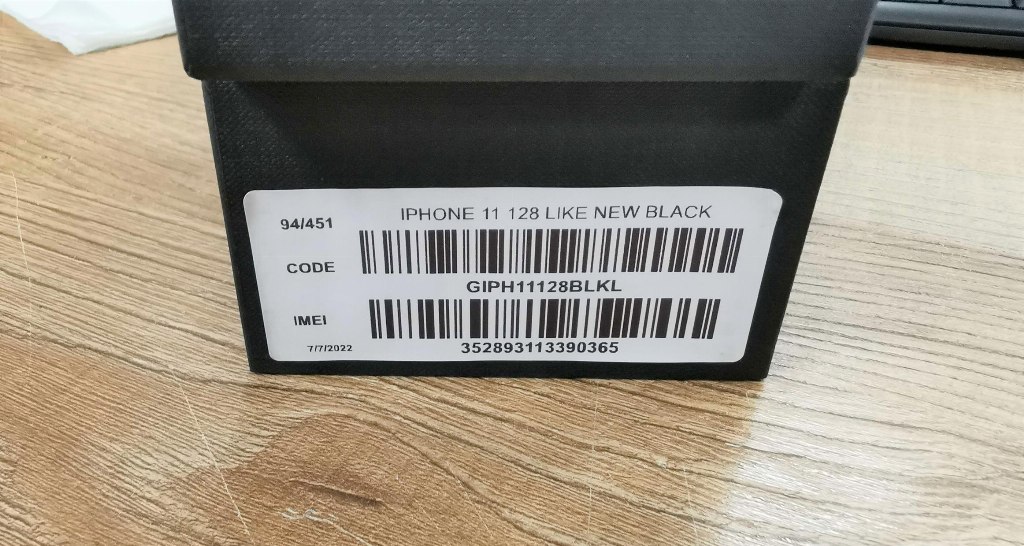 94/451
IPHONE 11 128 LIKE NEW BLACK
CODE
GIPH11128BLKL
IMEI
7/7/2022
352893113390365